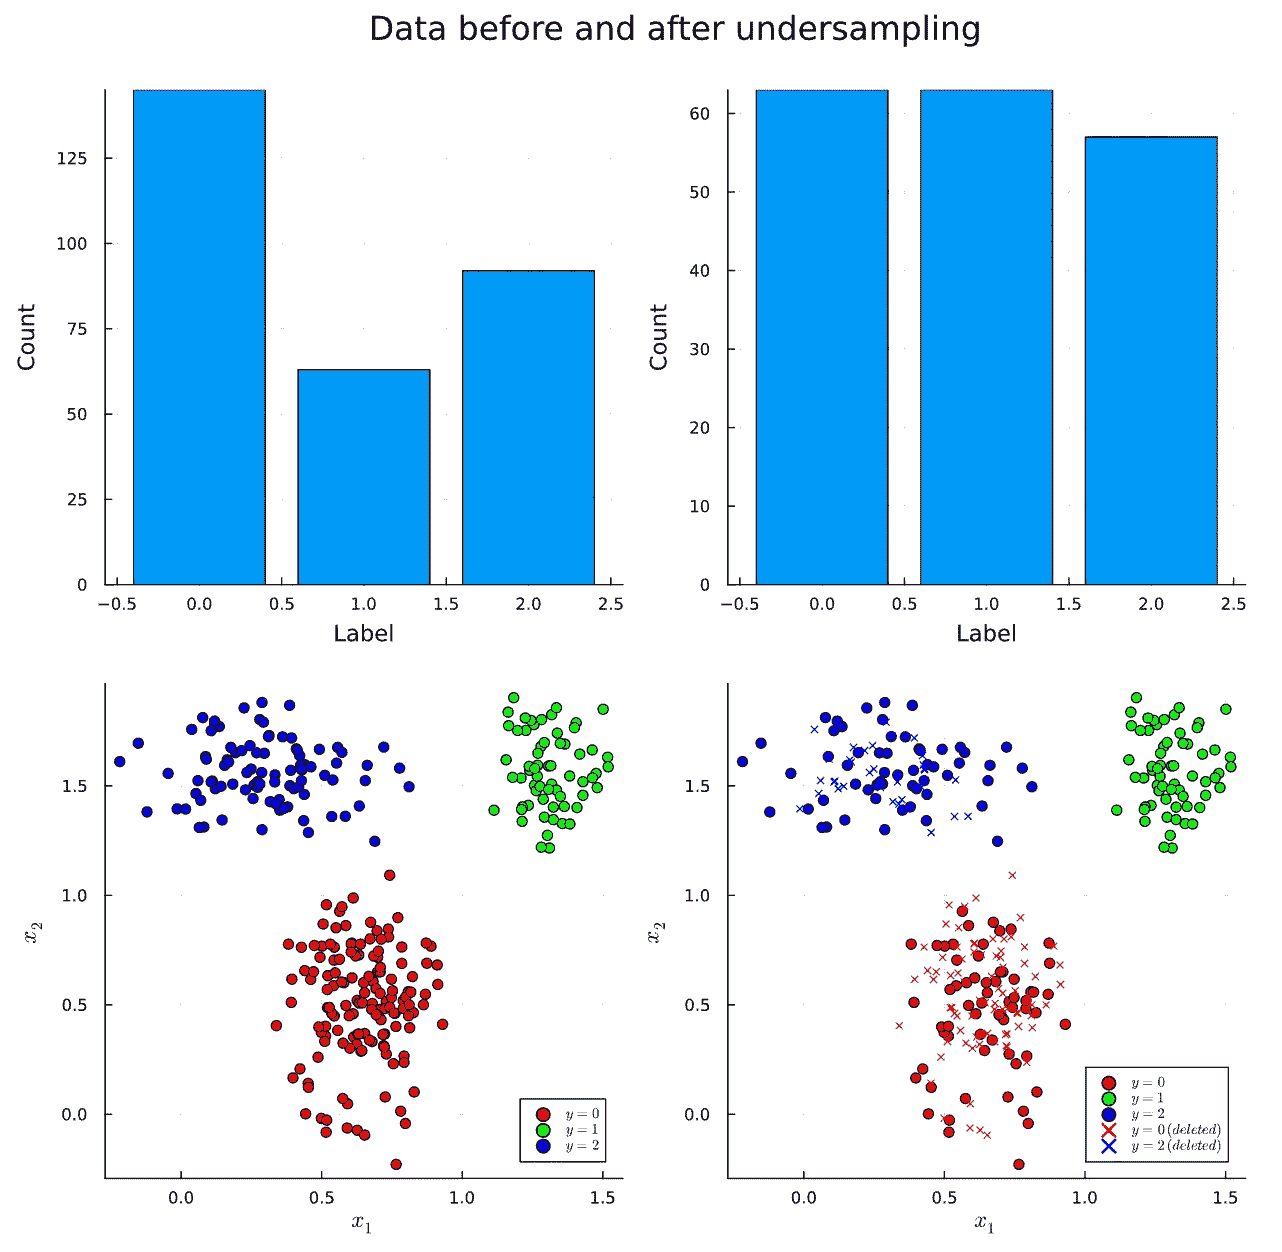 Data before and after undersampling
125
100
75
50
25
0
Count
−0.5 0.0 0.5 1.0 1.5 2.0 2.5
Label
60
50
40
30
20
10
0
Count
−0.5 0.0 0.5 1.0 1.5 2.0 2.5
Label
1.5
1.0
0.5
0.0
x₂
0.0 0.5 1.0 1.5
x₁
y = 0
y = 1
y = 2
1.5
1.0
0.5
0.0
x₂
0.0 0.5 1.0 1.5
x₁
y = 0
y = 1
y = 2
y = 0 (deleted)
y = 2 (deleted)